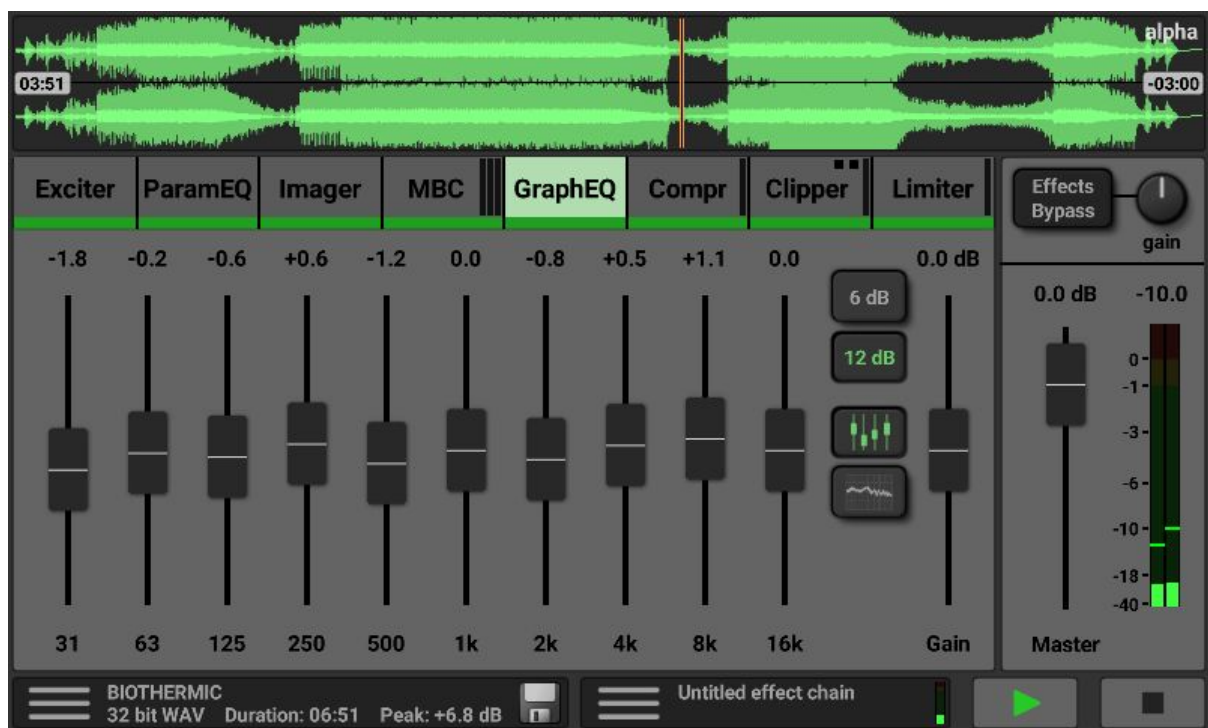 alpha
03:51
-03:00
Exciter ParamEQ Imager MBC GraphEQ Compr Clipper Limiter
Effects
Bypass
gain
-1.8 -0.2 -0.6 +0.6 -1.2 0.0 -0.8 +0.5 +1.1 0.0 0.0 dB
6 dB
12 dB
31 63 125 250 500 1k 2k 4k 8k 16k Gain
0.0 dB -10.0
0
-1
-3
-6
-10
-18
-40
Master
BIOTHERMIC
32 bit WAV Duration: 06:51 Peak: +6.8 dB
Untitled effect chain